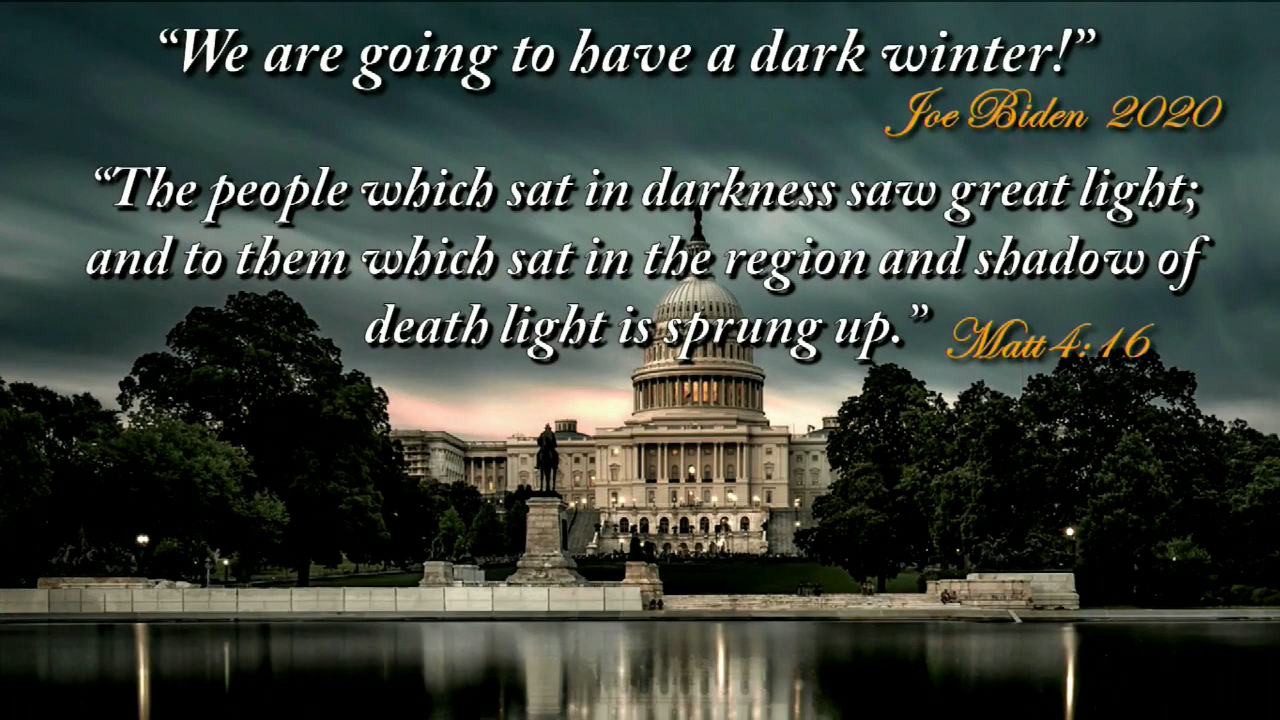 “We are going to have a dark winter!”
Joe Biden 2020
“The people which sat in darkness saw great light;
and to them which sat in the region and shadow of
death light is sprung up.”
Matt 4:16